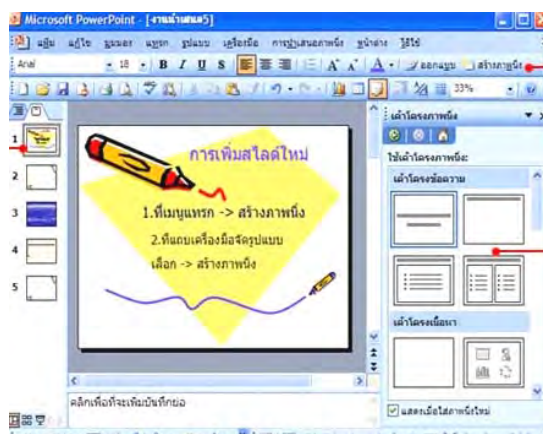 Microsoft PowerPoint - [งานนำเสนอ5]
แฟ้ม แก้ไข มุมมอง แทรก รูปแบบ เครื่องมือ การนำเสนอภาพนิ่ง หน้าต่าง วิธีใช้
Arial 18 B I U S A A A ออกแบบ สร้างภาพนิ่ง
33%
เค้าโครงภาพนิ่ง
ใช้เค้าโครงภาพนิ่ง:
เค้าโครงข้อความ
1
2
3
4
5
การเพิ่มสไลด์ใหม่
1.ที่เมนูแทรก -> สร้างภาพนิ่ง
2.ที่แถบเครื่องมือจัดรูปแบบ
เลือก -> สร้างภาพนิ่ง
เค้าโครงเนื้อหา
คลิกเพื่อที่จะเพิ่มบันทึกย่อ
แสดงเมื่อใส่ภาพนิ่งใหม่